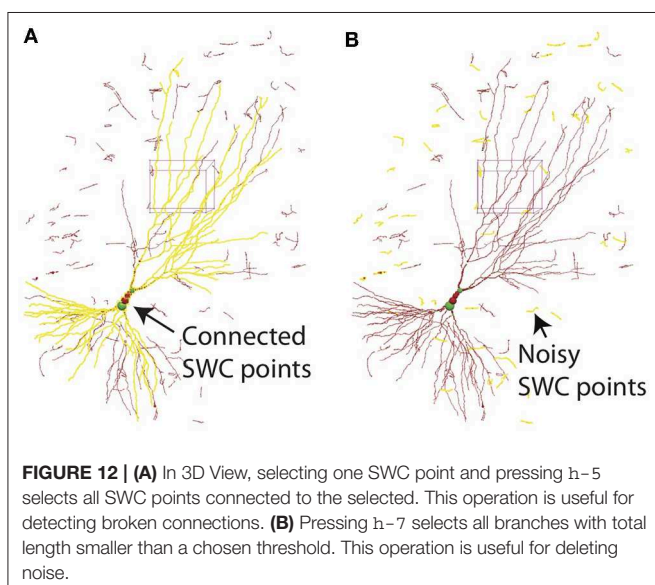 A
B
Connected
SWC points
Noisy
SWC points
FIGURE 12 | (A) In 3D View, selecting one SWC point and pressing h-5
selects all SWC points connected to the selected. This operation is useful for
detecting broken connections. (B) Pressing h-7 selects all branches with total
length smaller than a chosen threshold. This operation is useful for deleting
noise.